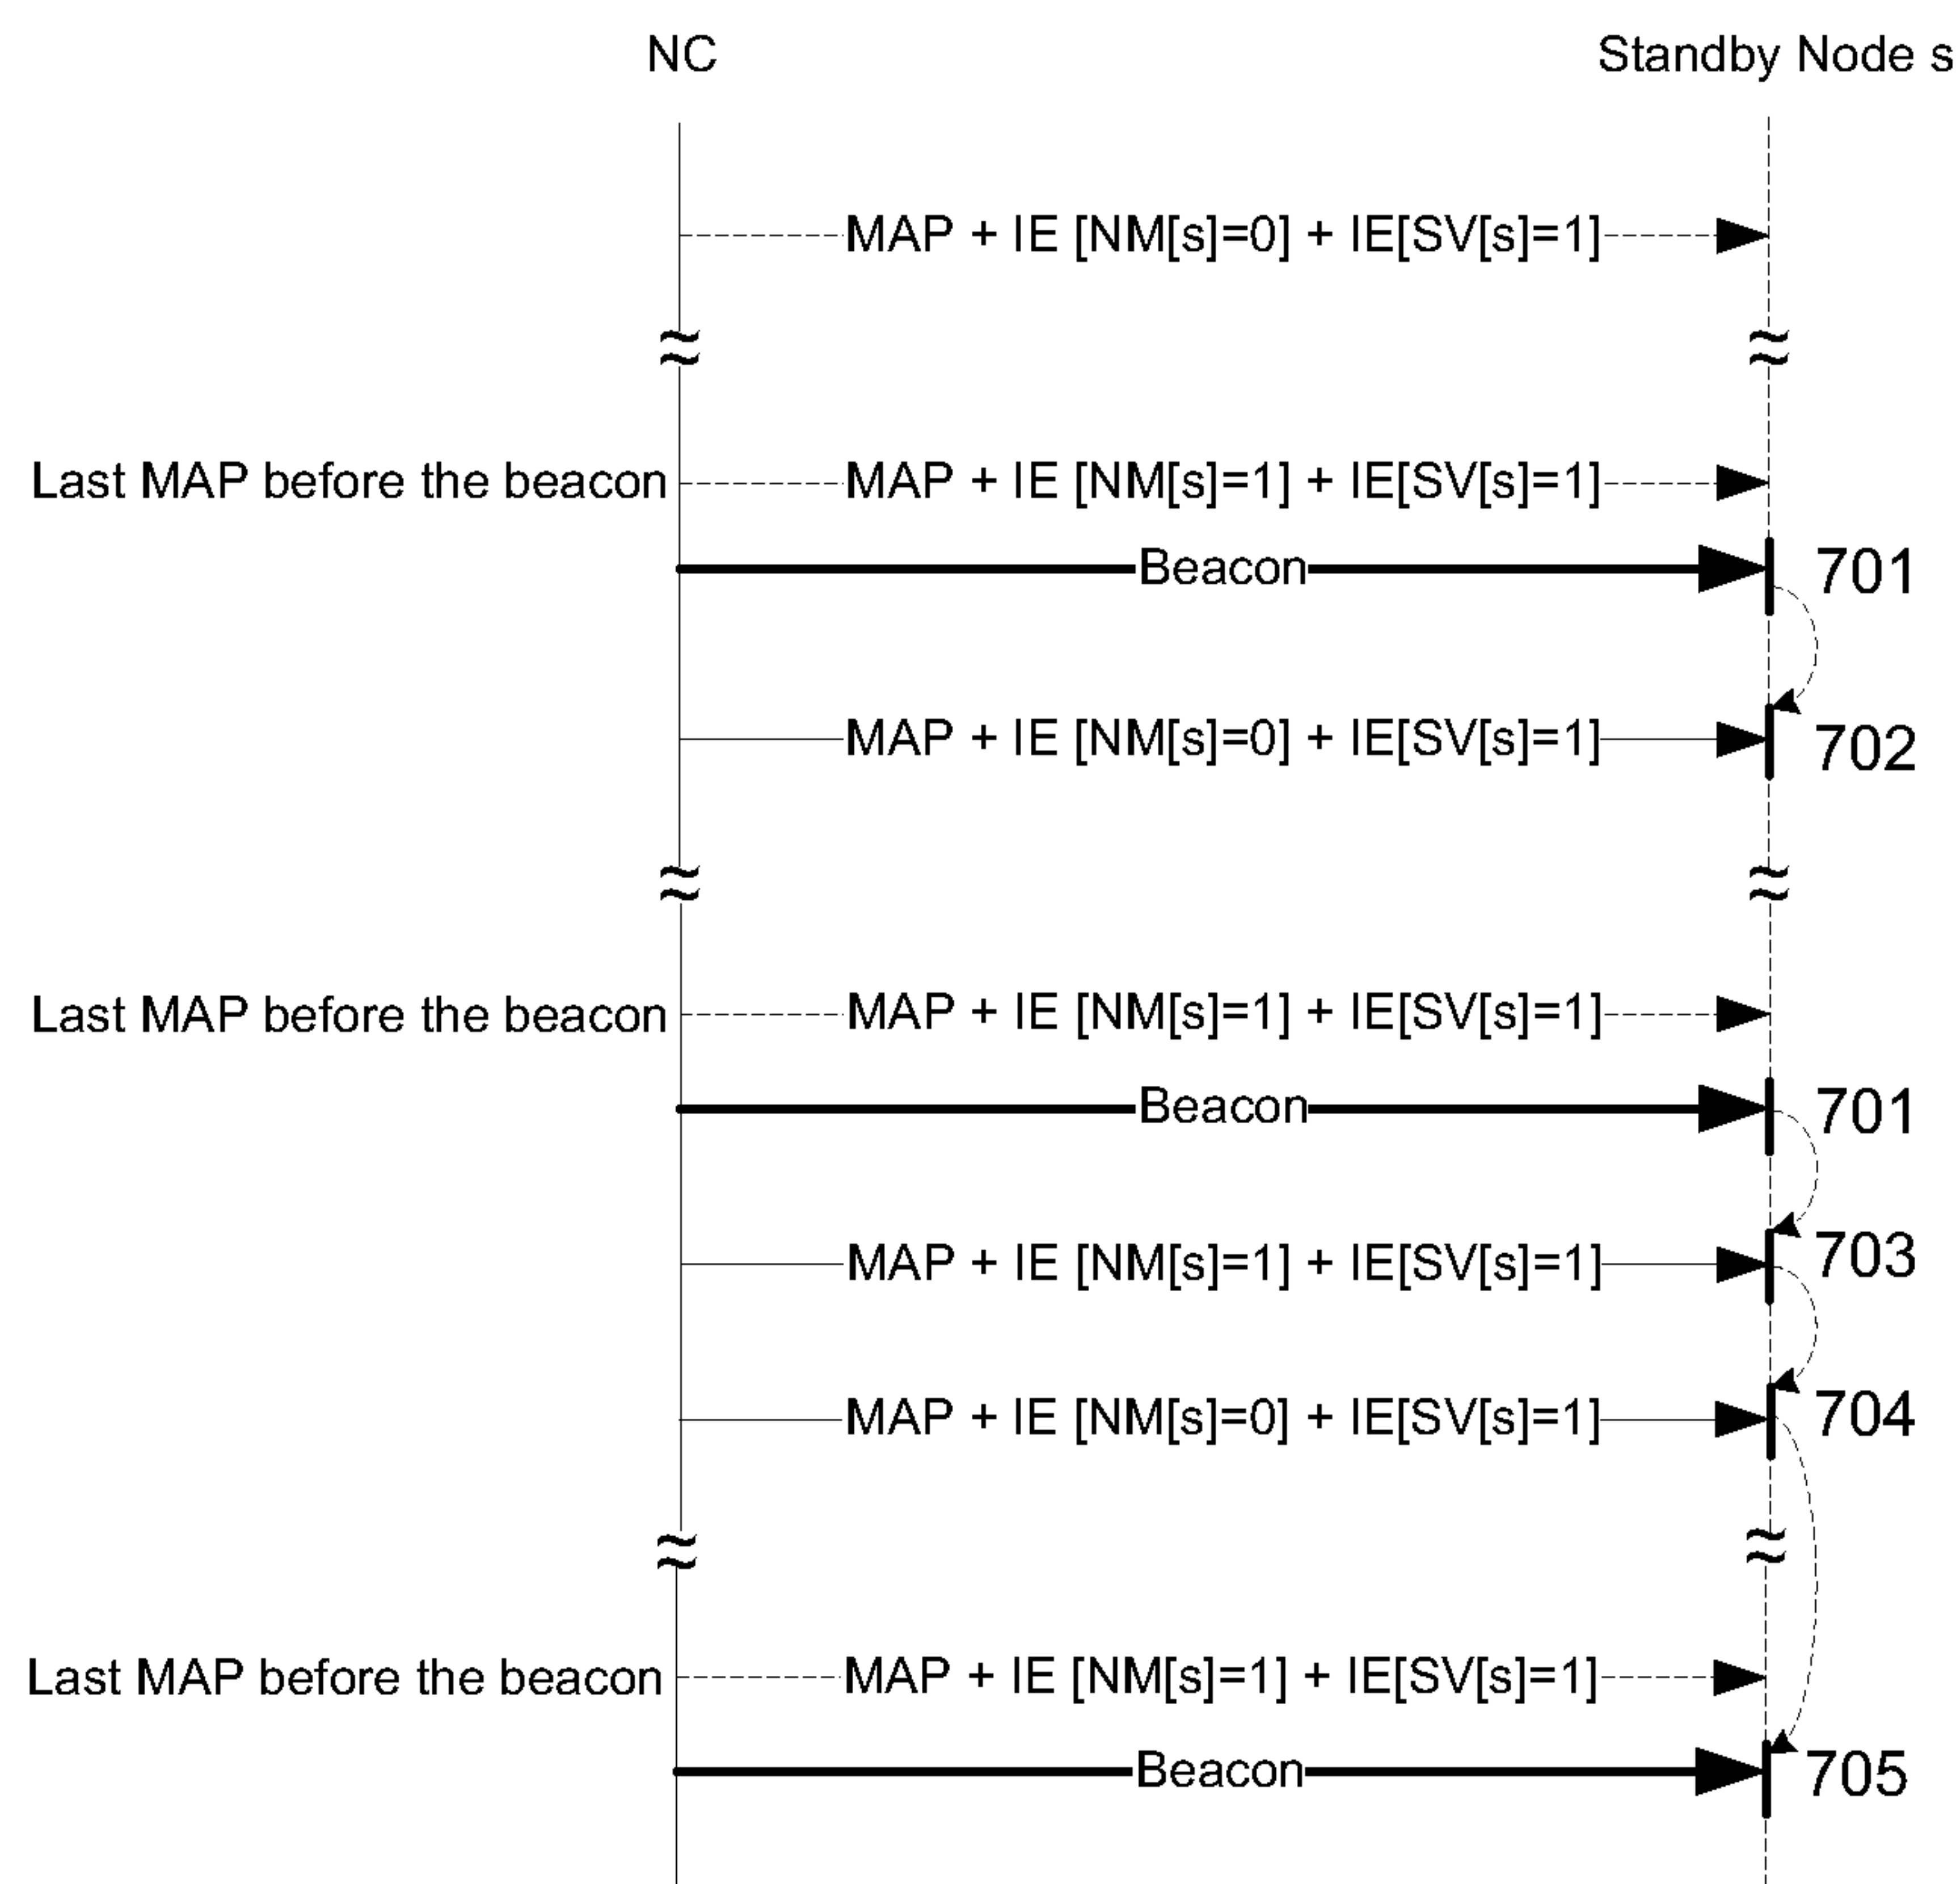 NC Standby Node s
MAP + IE [NM[s]=0] + IE[SV[s]=1]
Last MAP before the beacon MAP + IE [NM[s]=1] + IE[SV[s]=1]
Beacon 701
MAP + IE [NM[s]=0] + IE[SV[s]=1] 702
Last MAP before the beacon MAP + IE [NM[s]=1] + IE[SV[s]=1]
Beacon 701
MAP + IE [NM[s]=1] + IE[SV[s]=1] 703
MAP + IE [NM[s]=0] + IE[SV[s]=1] 704
Last MAP before the beacon MAP + IE [NM[s]=1] + IE[SV[s]=1]
Beacon 705